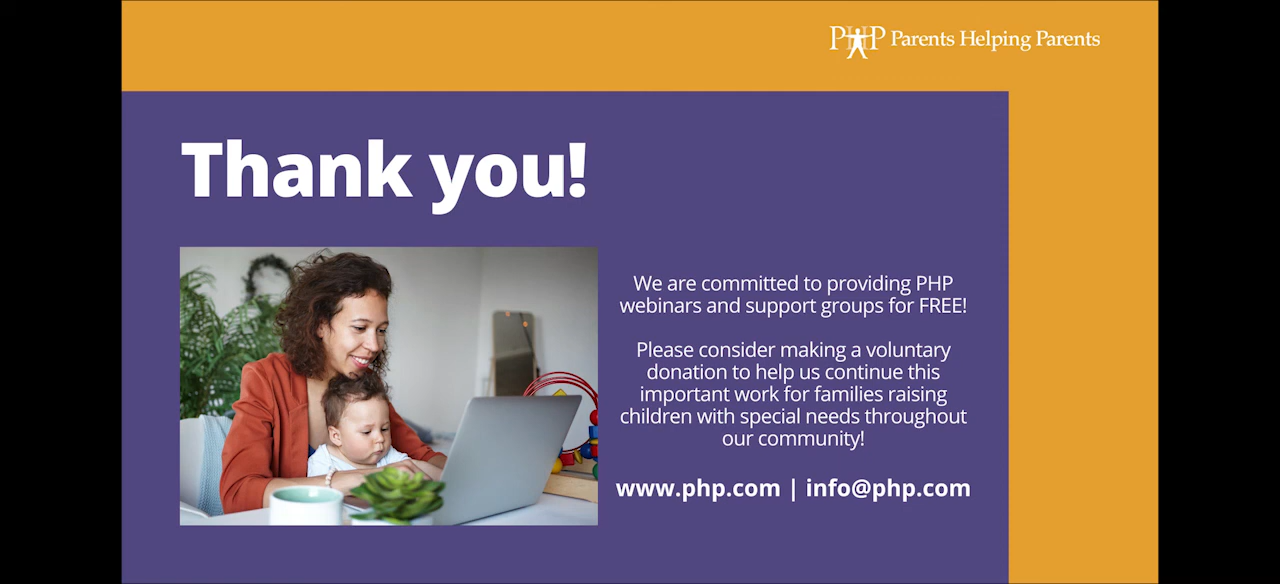 PHP Parents Helping Parents
Thank you!
We are committed to providing PHP
webinars and support groups for FREE!
Please consider making a voluntary
donation to help us continue this
important work for families raising
children with special needs throughout
our community!
www.php.com | info@php.com